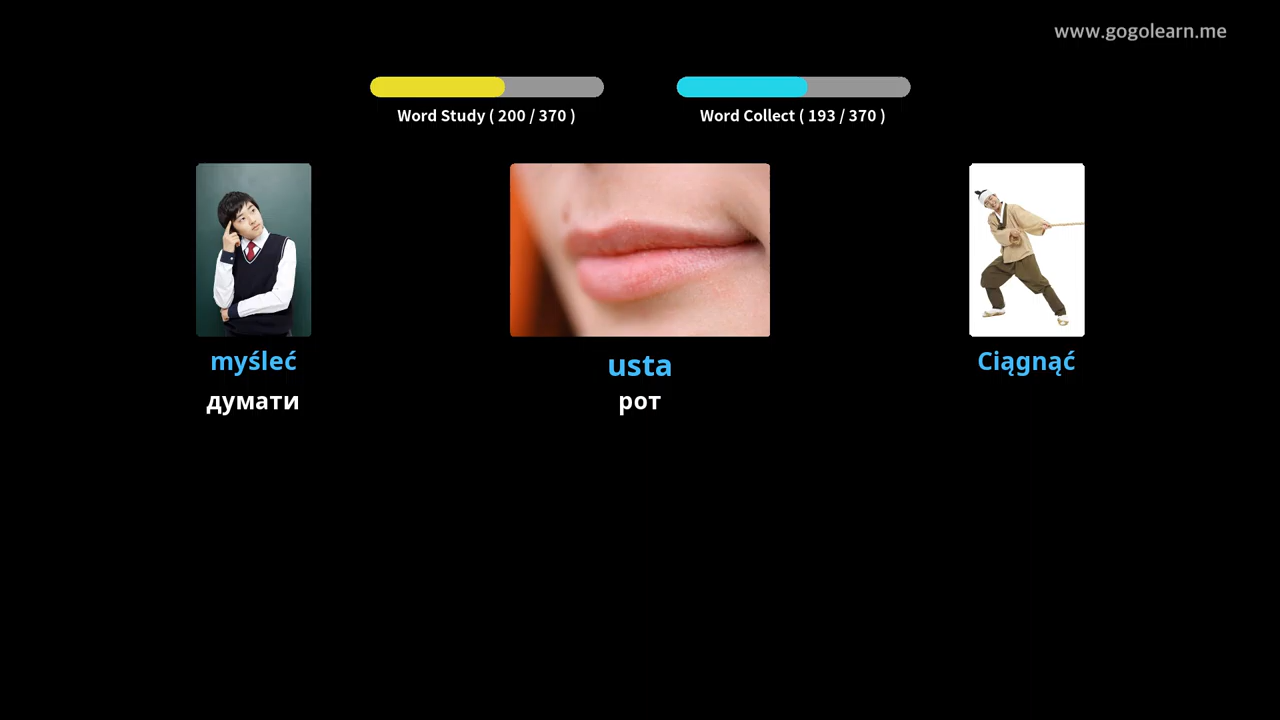 www.gogolearn.me
Word Study ( 200 / 370 )
Word Collect ( 193 / 370 )
myśleć
usta
Ciągnąć
думати
рот